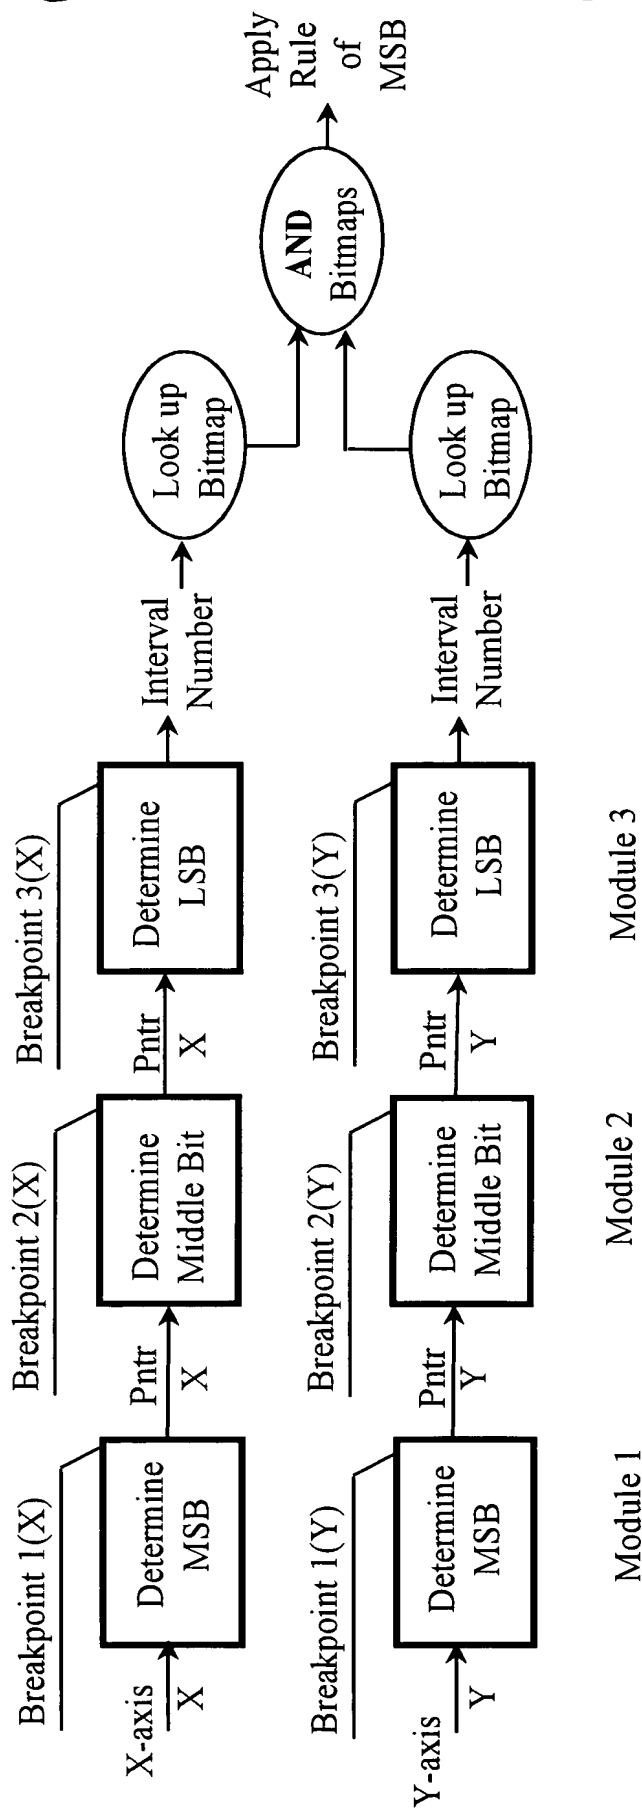 Breakpoint 1(X)
X-axis
X
Determine
MSB
Pntr
X
Breakpoint 2(X)
Determine
Middle Bit
Pntr
X
Breakpoint 3(X)
Determine
LSB
Interval
Number
Look up
Bitmap
Breakpoint 1(Y)
Y-axis
Y
Determine
MSB
Pntr
Y
Breakpoint 2(Y)
Determine
Middle Bit
Pntr
Y
Breakpoint 3(Y)
Determine
LSB
Interval
Number
Look up
Bitmap
AND
Bitmaps
Apply
Rule
of
MSB
Module 1
Module 2
Module 3